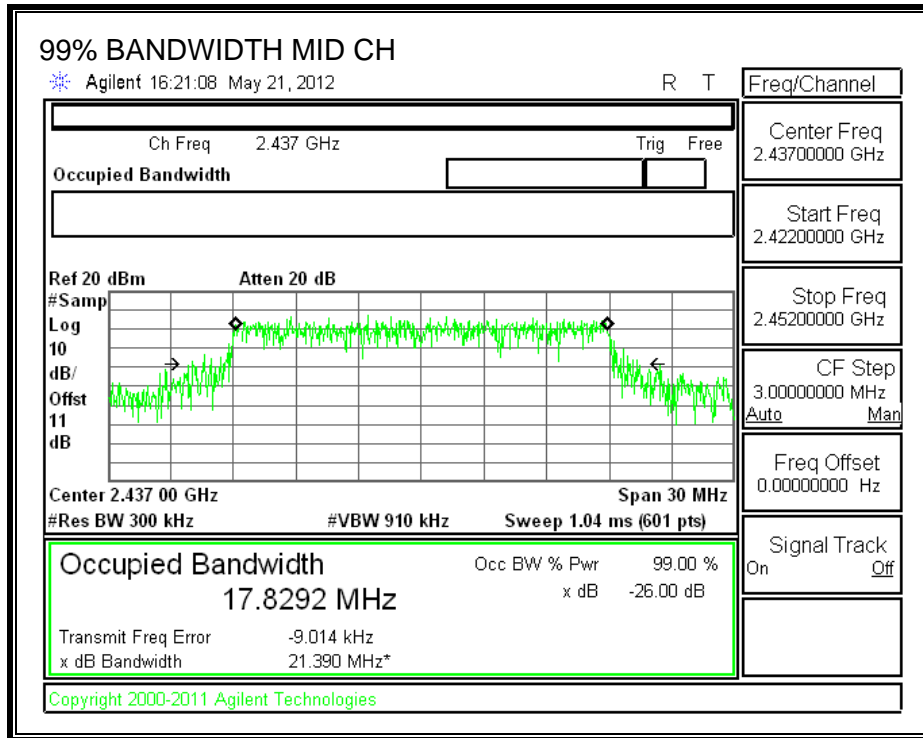 99% BANDWIDTH MID CH
Agilent 16:21:08 May 21, 2012 R T
Ch Freq 2.437 GHz Trig Free
Occupied Bandwidth
Ref 20 dBm Atten 20 dB
#Samp
Log
10
dB/
Offst
11
dB
Center 2.437 00 GHz Span 30 MHz
#Res BW 300 kHz #VBW 910 kHz Sweep 1.04 ms (601 pts)
Occupied Bandwidth Occ BW % Pwr 99.00 %
17.8292 MHz x dB -26.00 dB
Transmit Freq Error -9.014 kHz
x dB Bandwidth 21.390 MHz*
Copyright 2000-2011 Agilent Technologies
Freq/Channel
Center Freq
2.43700000 GHz
Start Freq
2.42200000 GHz
Stop Freq
2.45200000 GHz
CF Step
3.00000000 MHz
Auto Man
Freq Offset
0.00000000 Hz
Signal Track
On Off